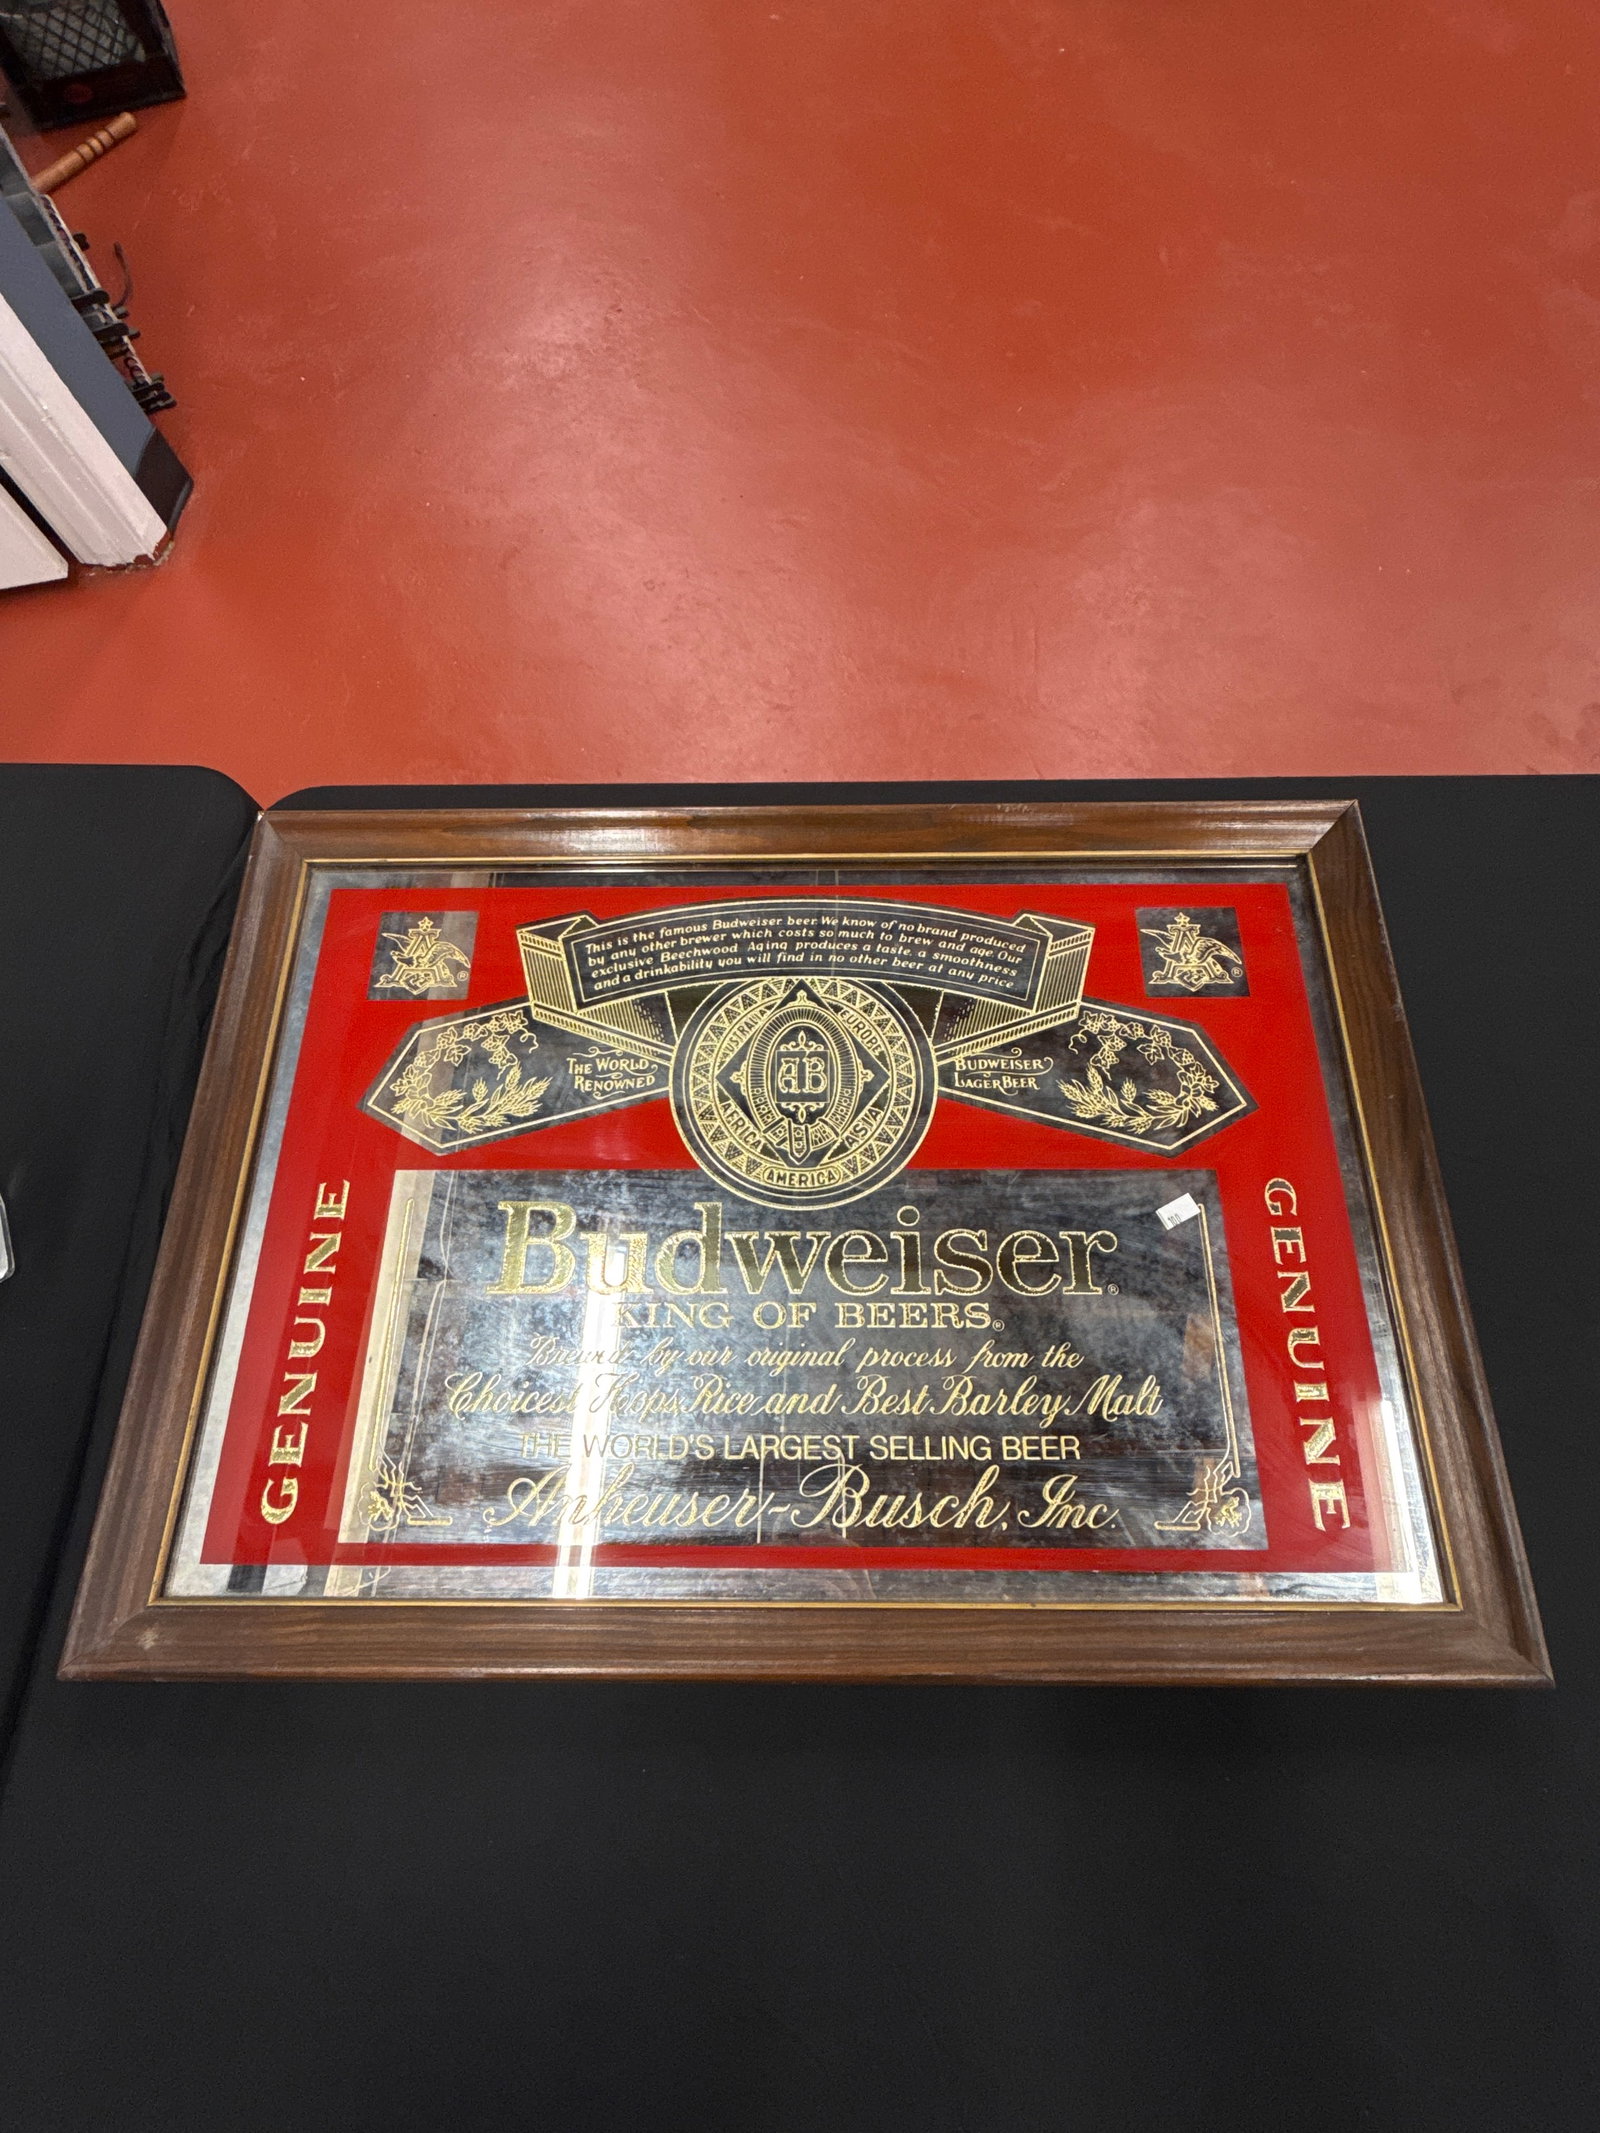 This is the famous Budweiser beer. We know of no brand produced
by any other brewer which costs so much to brew and age. Our
exclusive Beechwood Aging produces a taste, a smoothness
and a drinkability you will find in no other beer at any price
THE WORLD
RENOWNED
BUDWEISER
LAGER BEER
AUSTRALIA
EUROPE
AB
AFRICA
ASIA
AMERICA
GENUINE
Budweiser®
KING OF BEERS®
Brewed by our original process from the
Choicest Hops, Rice and Best Barley Malt
THE WORLD'S LARGEST SELLING BEER
Anheuser-Busch, Inc.
GENUINE